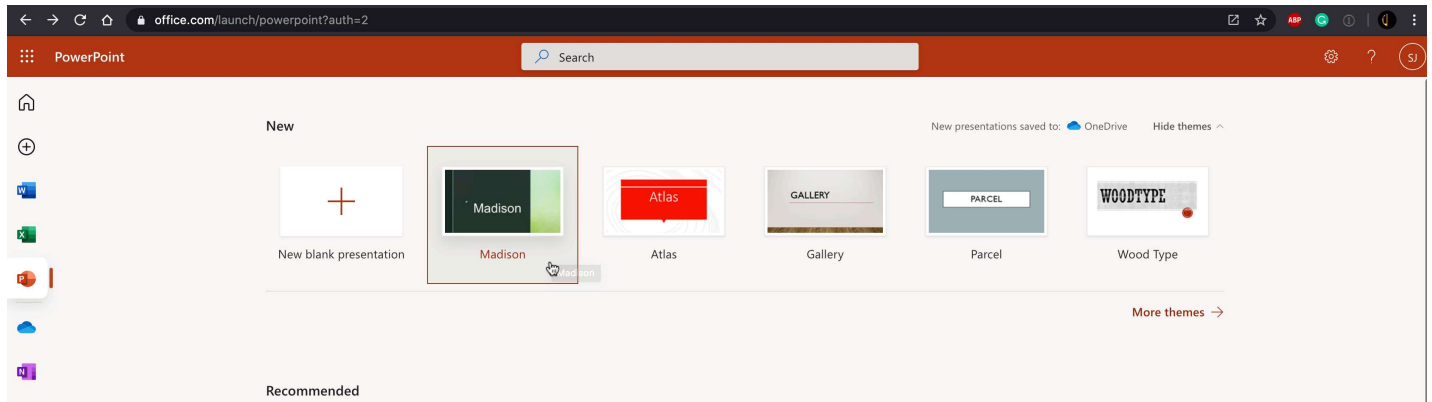 office.com/launch/powerpoint?auth=2
ABP
PowerPoint
Search
SJ
New
New presentations saved to: OneDrive
Hide themes
Madison
Atlas
GALLERY
PARCEL
WOODTYPE
New blank presentation
Madison
Atlas
Gallery
Parcel
Wood Type
Madison
W
X
P
N
More themes
Recommended